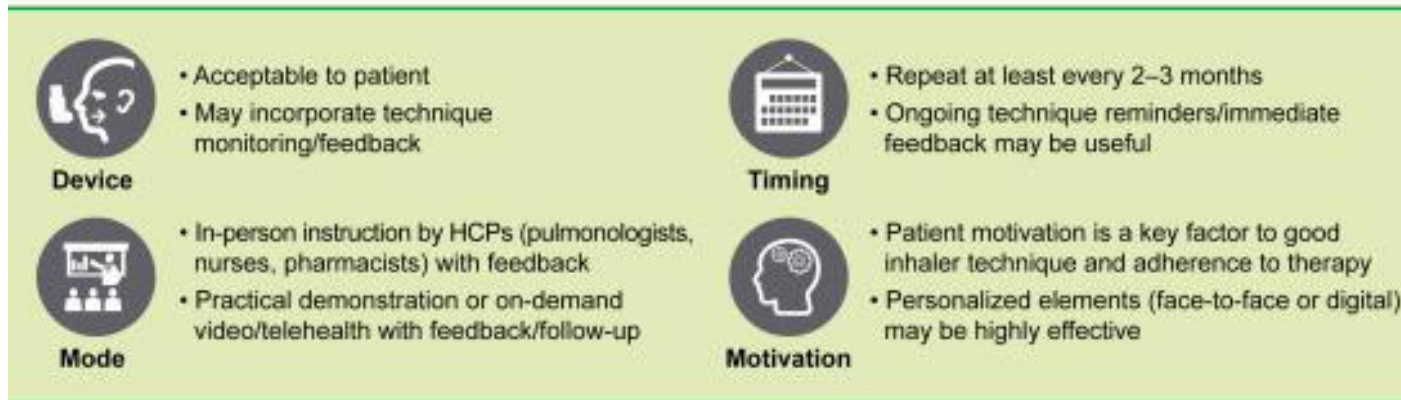 • Acceptable to patient
• May incorporate technique
monitoring/feedback
Device
• Repeat at least every 2–3 months
• Ongoing technique reminders/immediate
feedback may be useful
Timing
• In-person instruction by HCPs (pulmonologists,
nurses, pharmacists) with feedback
• Practical demonstration or on-demand
video/telehealth with feedback/follow-up
Mode
• Patient motivation is a key factor to good
inhaler technique and adherence to therapy
• Personalized elements (face-to-face or digital)
may be highly effective
Motivation